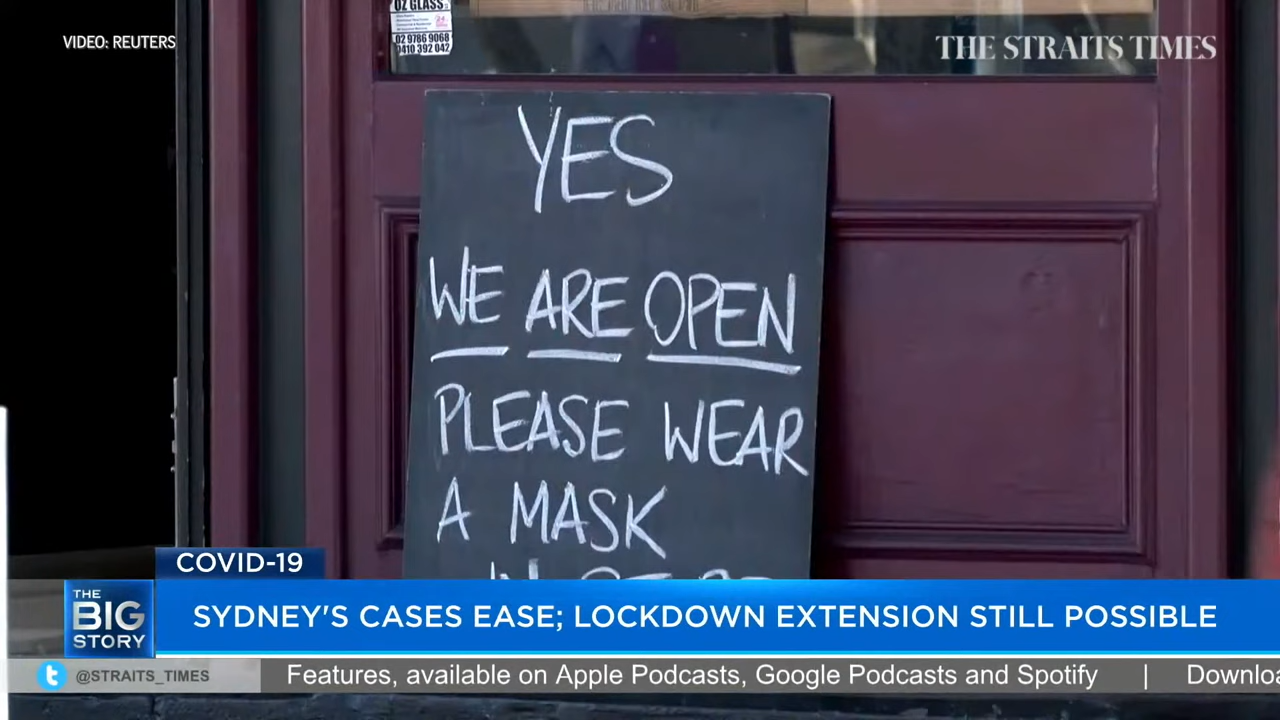 OZ GLASS
02 9786 9068
0410 392 042
VIDEO: REUTERS
THE STRAITS TIMES
YES
WE ARE OPEN
PLEASE WEAR
A MASK
COVID-19
THE
BIG
STORY
SYDNEY'S CASES EASE; LOCKDOWN EXTENSION STILL POSSIBLE
@STRAITS_TIMES
Features, available on Apple Podcasts, Google Podcasts and Spotify | Downloa